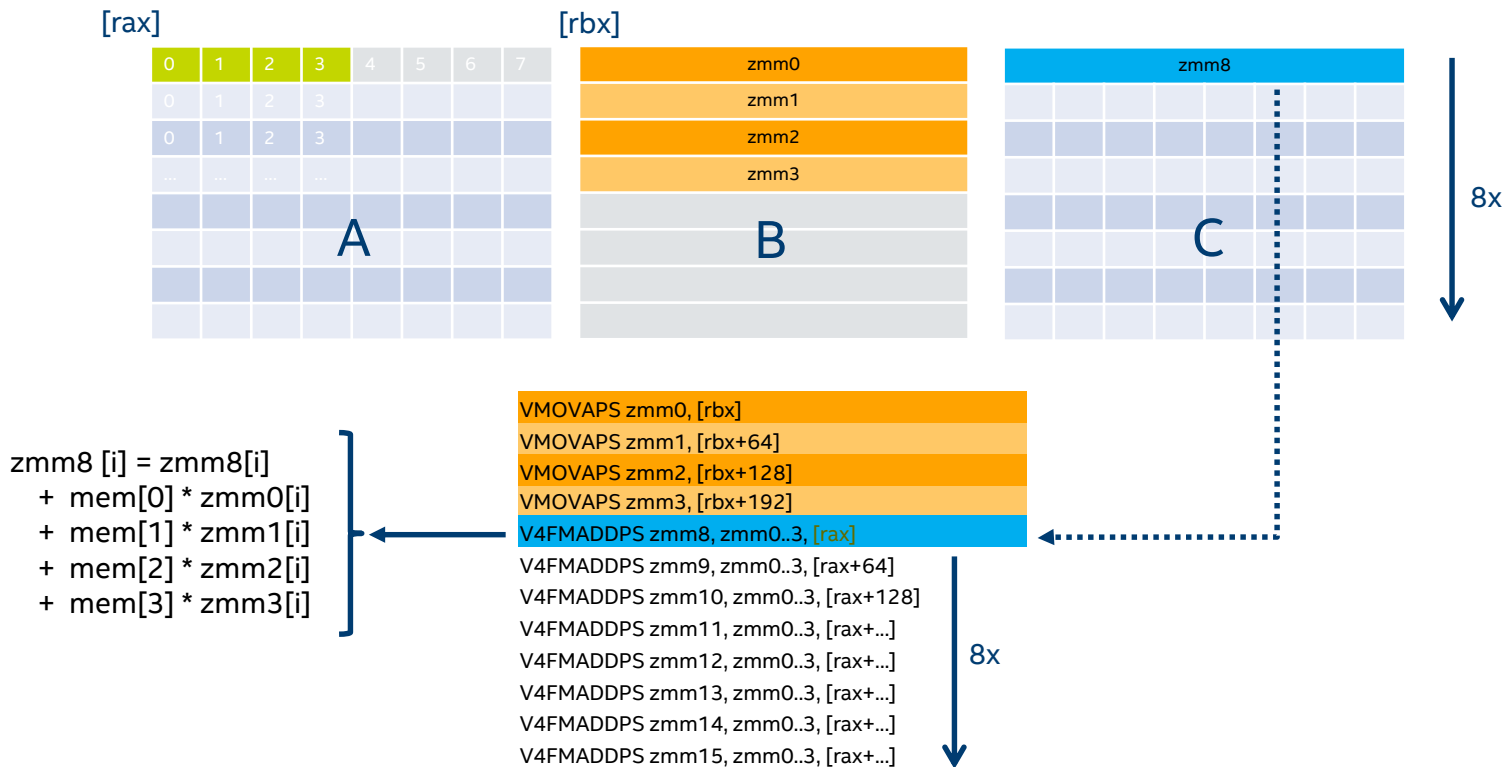 [rax]
[rbx]
0 1 2 3 4 5 6 7
0 1 2 3
0 1 2 3
... ... ... ...
A
zmm0
zmm1
zmm2
zmm3
B
zmm8
C
8x
zmm8 [i] = zmm8[i]
+ mem[0] * zmm0[i]
+ mem[1] * zmm1[i]
+ mem[2] * zmm2[i]
+ mem[3] * zmm3[i]
VMOVAPS zmm0, [rbx]
VMOVAPS zmm1, [rbx+64]
VMOVAPS zmm2, [rbx+128]
VMOVAPS zmm3, [rbx+192]
V4FMADDPS zmm8, zmm0..3, [rax]
V4FMADDPS zmm9, zmm0..3, [rax+64]
V4FMADDPS zmm10, zmm0..3, [rax+128]
V4FMADDPS zmm11, zmm0..3, [rax+...]
V4FMADDPS zmm12, zmm0..3, [rax+...]
V4FMADDPS zmm13, zmm0..3, [rax+...]
V4FMADDPS zmm14, zmm0..3, [rax+...]
V4FMADDPS zmm15, zmm0..3, [rax+...]
8x